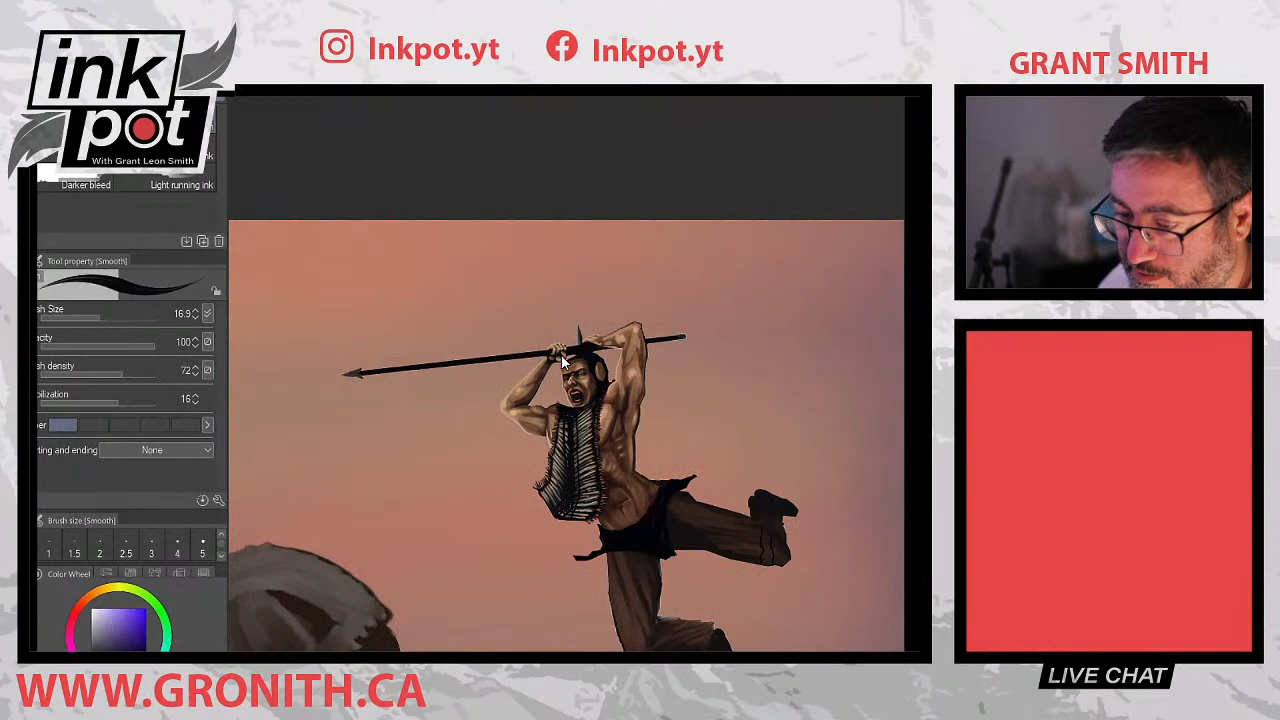 ink
pot
With Grant Leon Smith
Inkpot.yt
Inkpot.yt
GRANT SMITH
Darker bleed
Light running ink
Tool property [Smooth]
Size
16.9
100
density
72
16
None
Brush size [Smooth]
1 1.5 2 2.5 3 4 5
Color Wheel
LIVE CHAT
WWW.GRONITH.CA